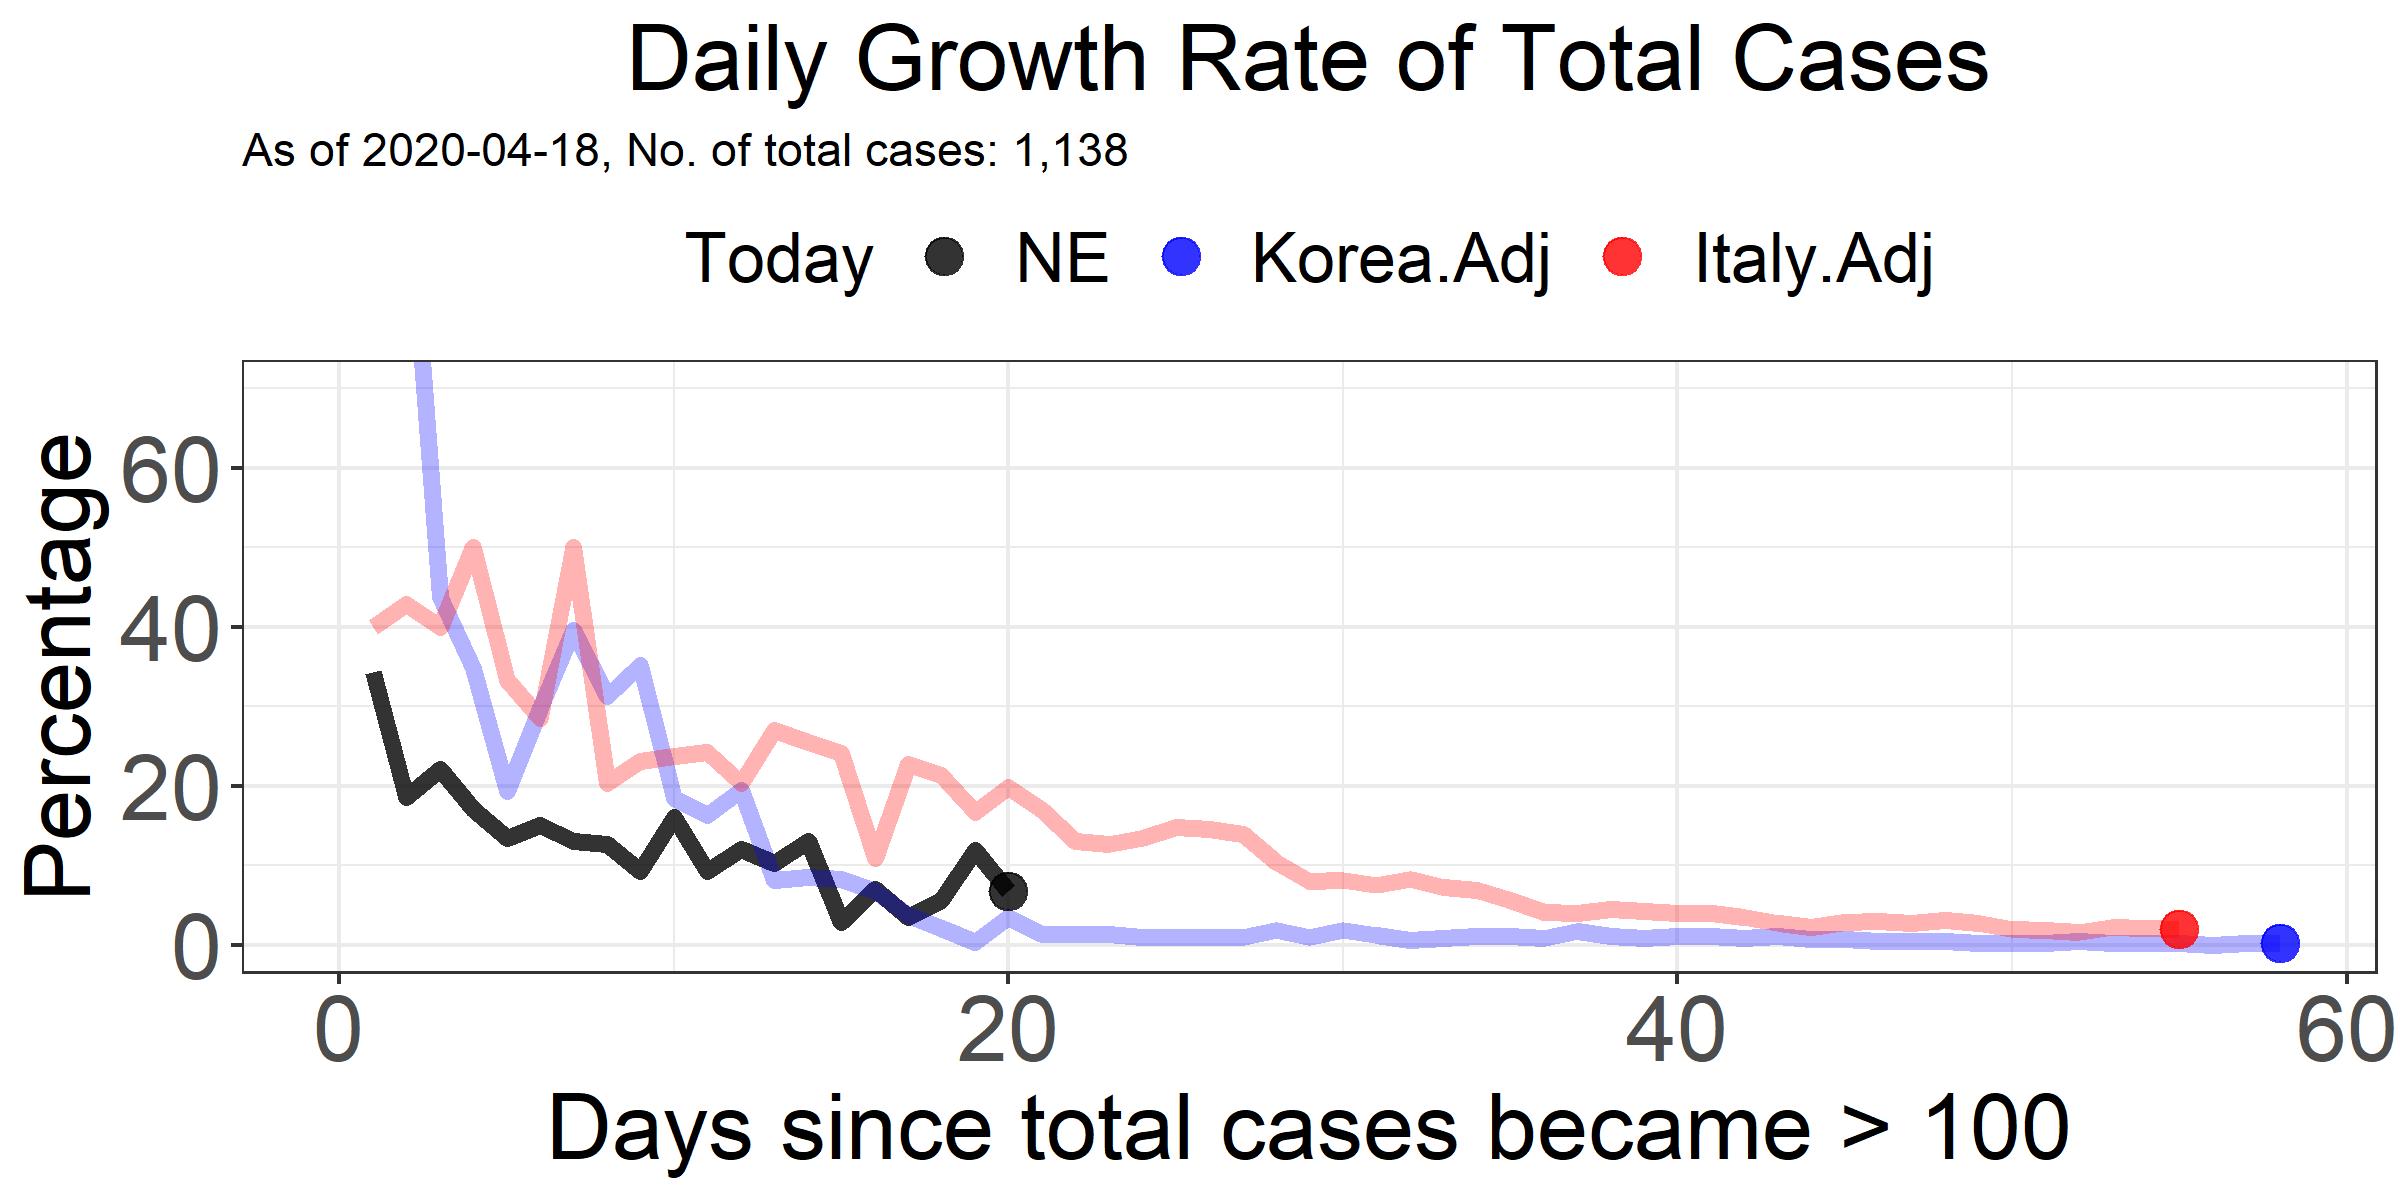 Daily Growth Rate of Total Cases
As of 2020-04-18, No. of total cases: 1,138
Today NE Korea.Adj Italy.Adj
Percentage
60
40
20
0
0 20 40 60
Days since total cases became > 100